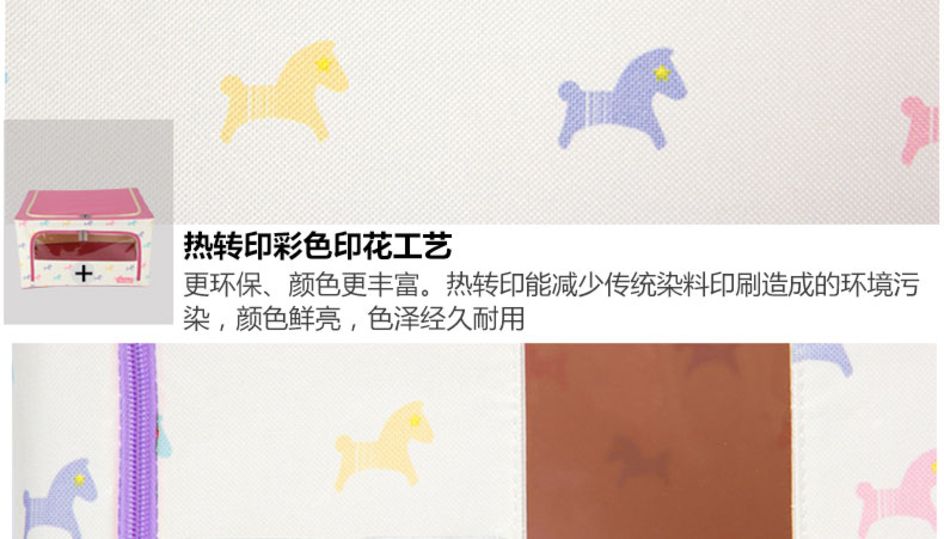 热转印彩色印花工艺
更环保、颜色更丰富。热转印能减少传统染料印刷造成的环境污
染，颜色鲜亮，色泽经久耐用